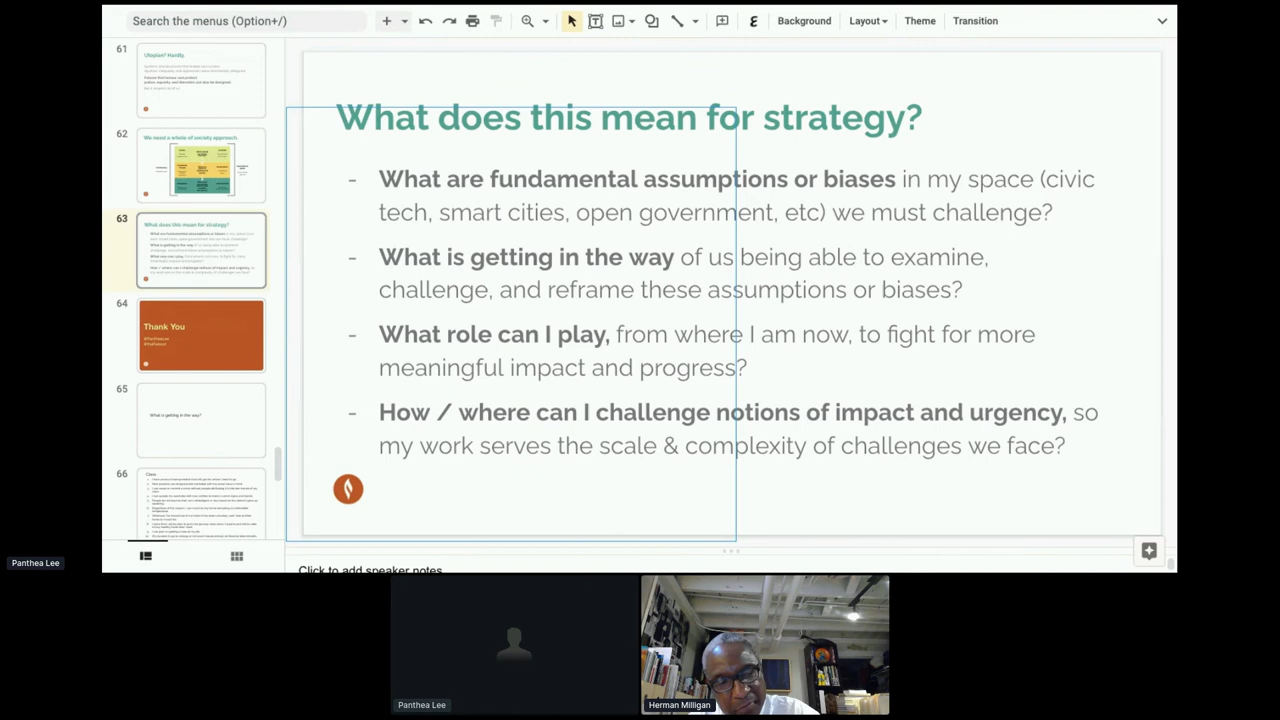 Search the menus (Option+/)
Background
Layout
Theme
Transition
61
Utopian? Hardly.
62
We need a whole of society approach.
63
What does this mean for strategy?
64
Thank You
65
What is getting in the way?
66
Class
What does this mean for strategy?
- What are fundamental assumptions or biases in my space (civic
tech, smart cities, open government, etc) we must challenge?
- What is getting in the way of us being able to examine,
challenge, and reframe these assumptions or biases?
- What role can I play, from where I am now, to fight for more
meaningful impact and progress?
- How / where can I challenge notions of impact and urgency, so
my work serves the scale & complexity of challenges we face?
Click to add speaker notes
Panthea Lee
Panthea Lee
Herman Milligan